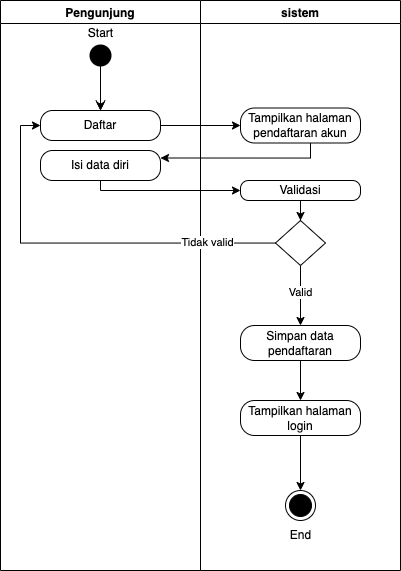 Pengunjung
sistem
Start
Daftar
Tampilkan halaman
pendaftaran akun
Isi data diri
Validasi
Tidak valid
Valid
Simpan data
pendaftaran
Tampilkan halaman
login
End